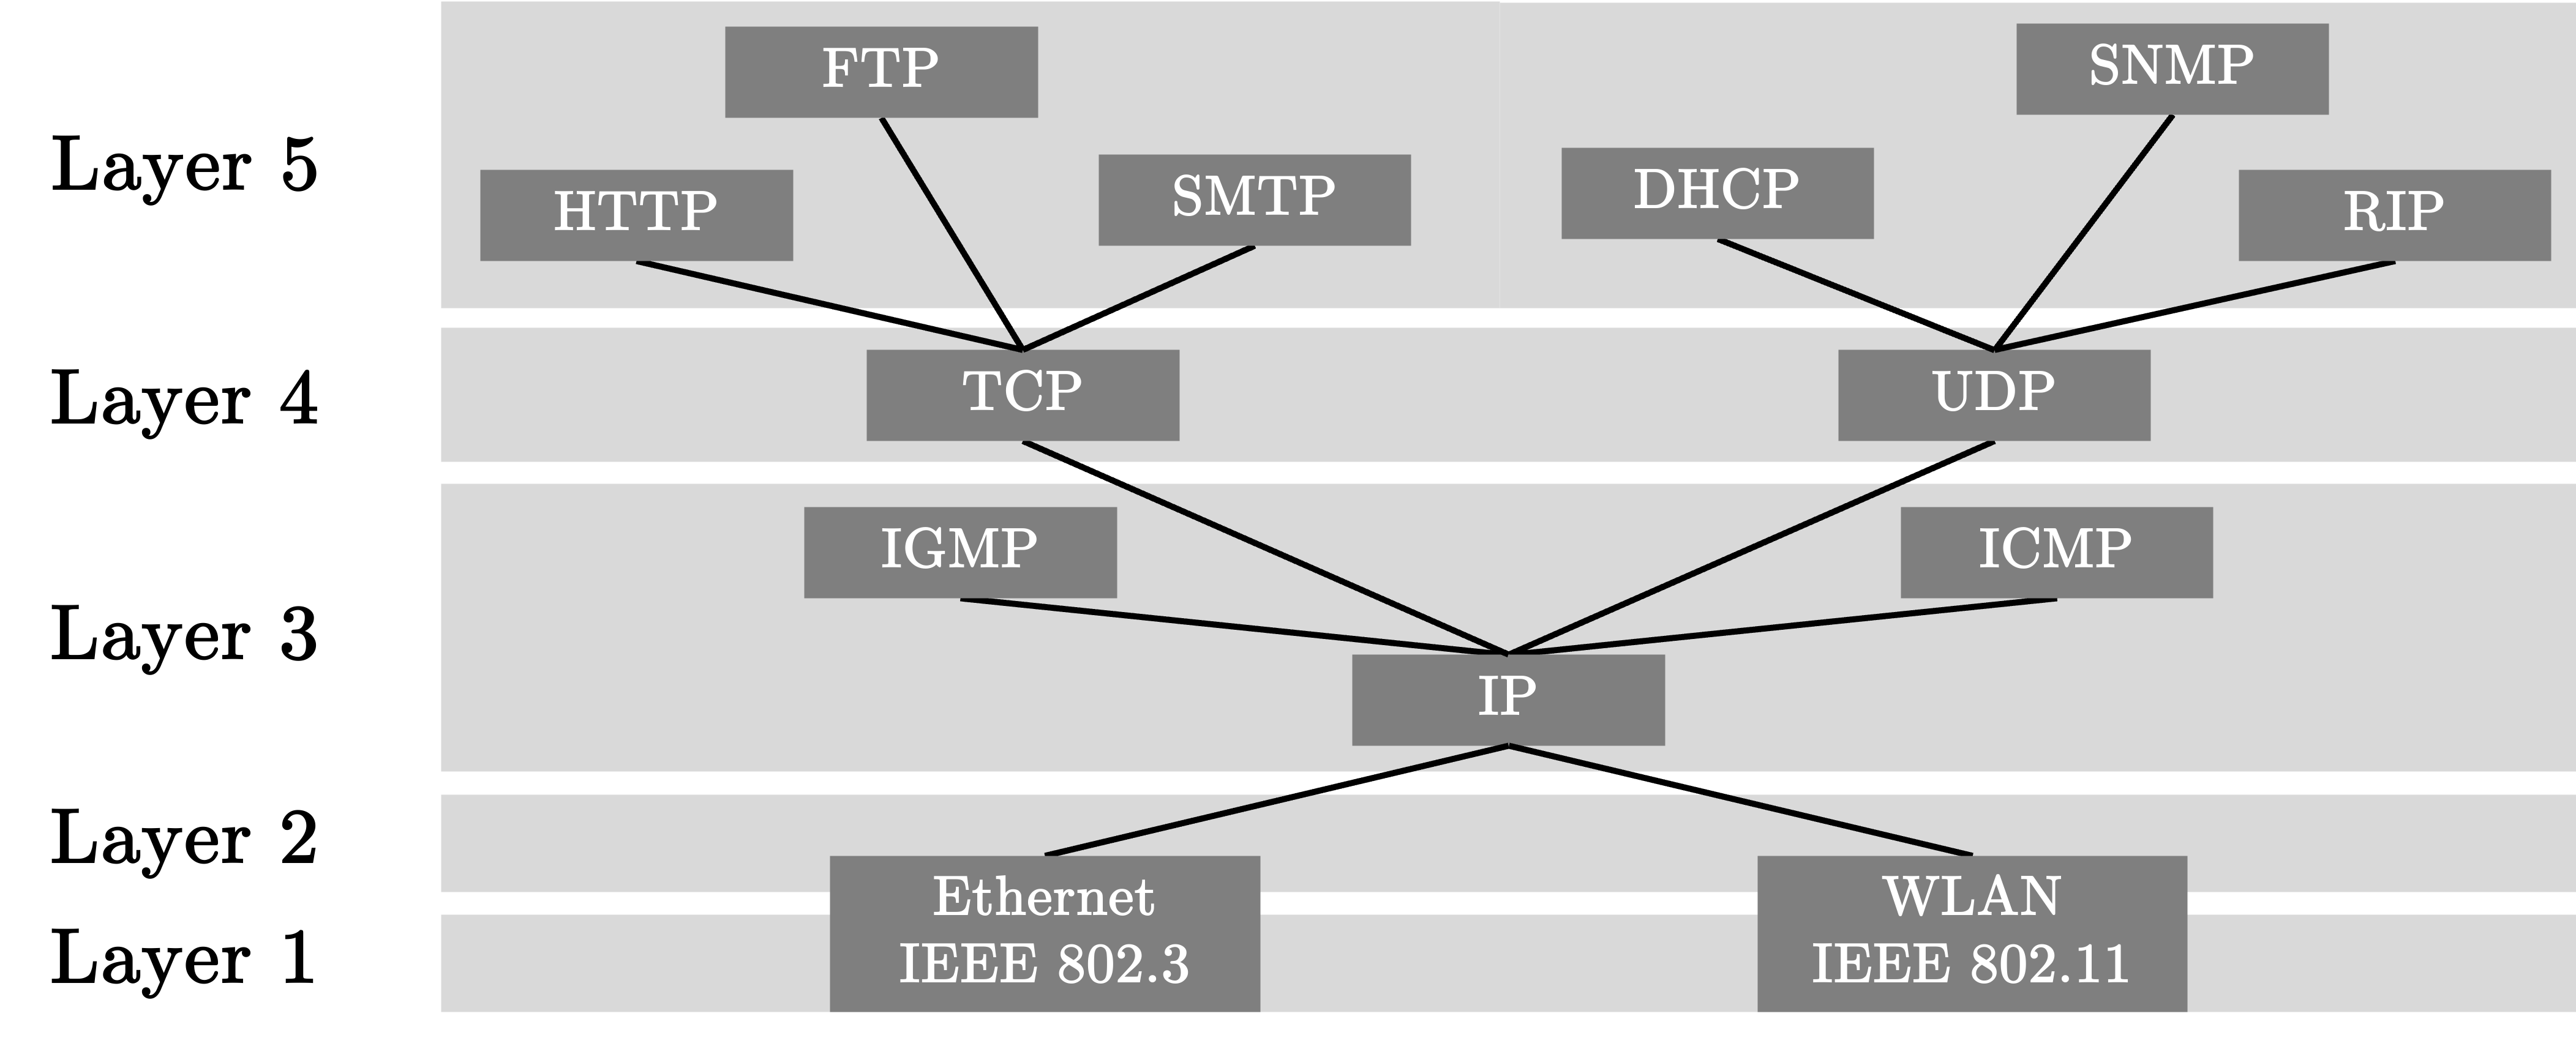 Layer 5
FTP
SNMP
HTTP
SMTP
DHCP
RIP
Layer 4
TCP
UDP
Layer 3
IGMP
ICMP
IP
Layer 2
Layer 1
Ethernet
IEEE 802.3
WLAN
IEEE 802.11